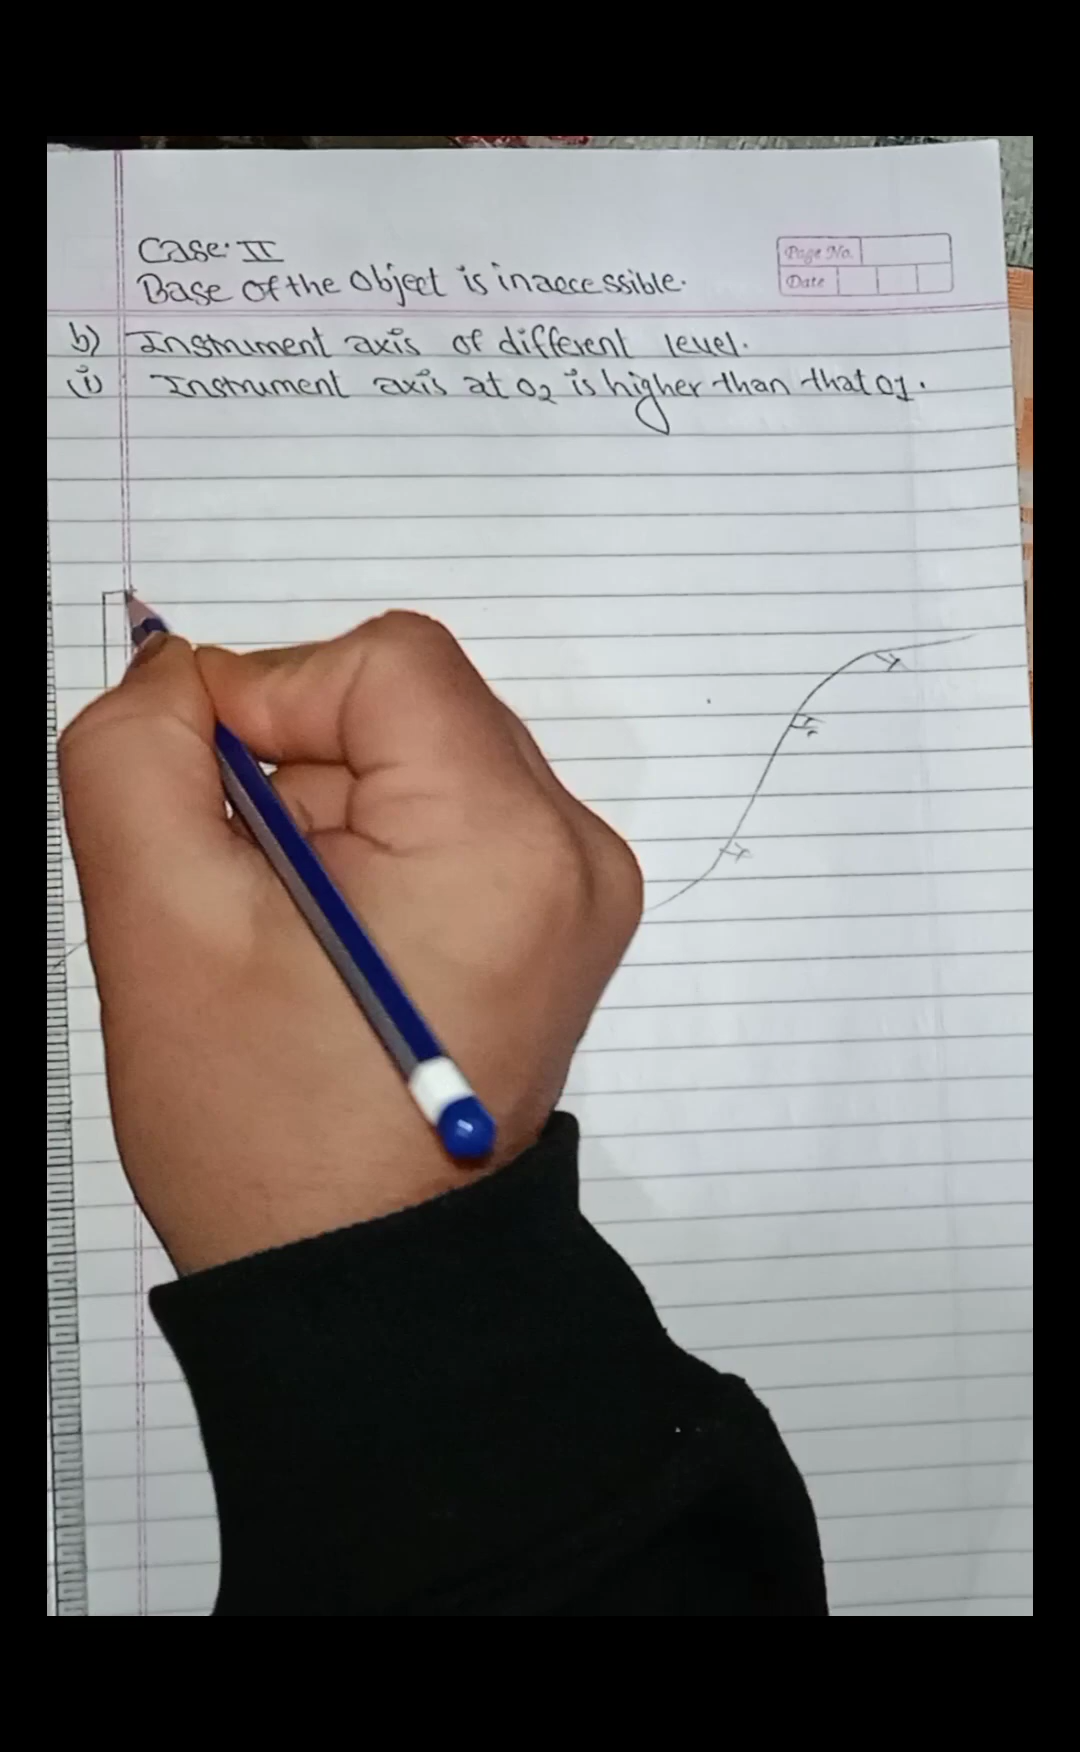 Case. II
Page No.
Base of the Object is inaecessible.
Date
b) Instrument axis of different level.
(i) Instrument axis at O2 is higher than that O1.